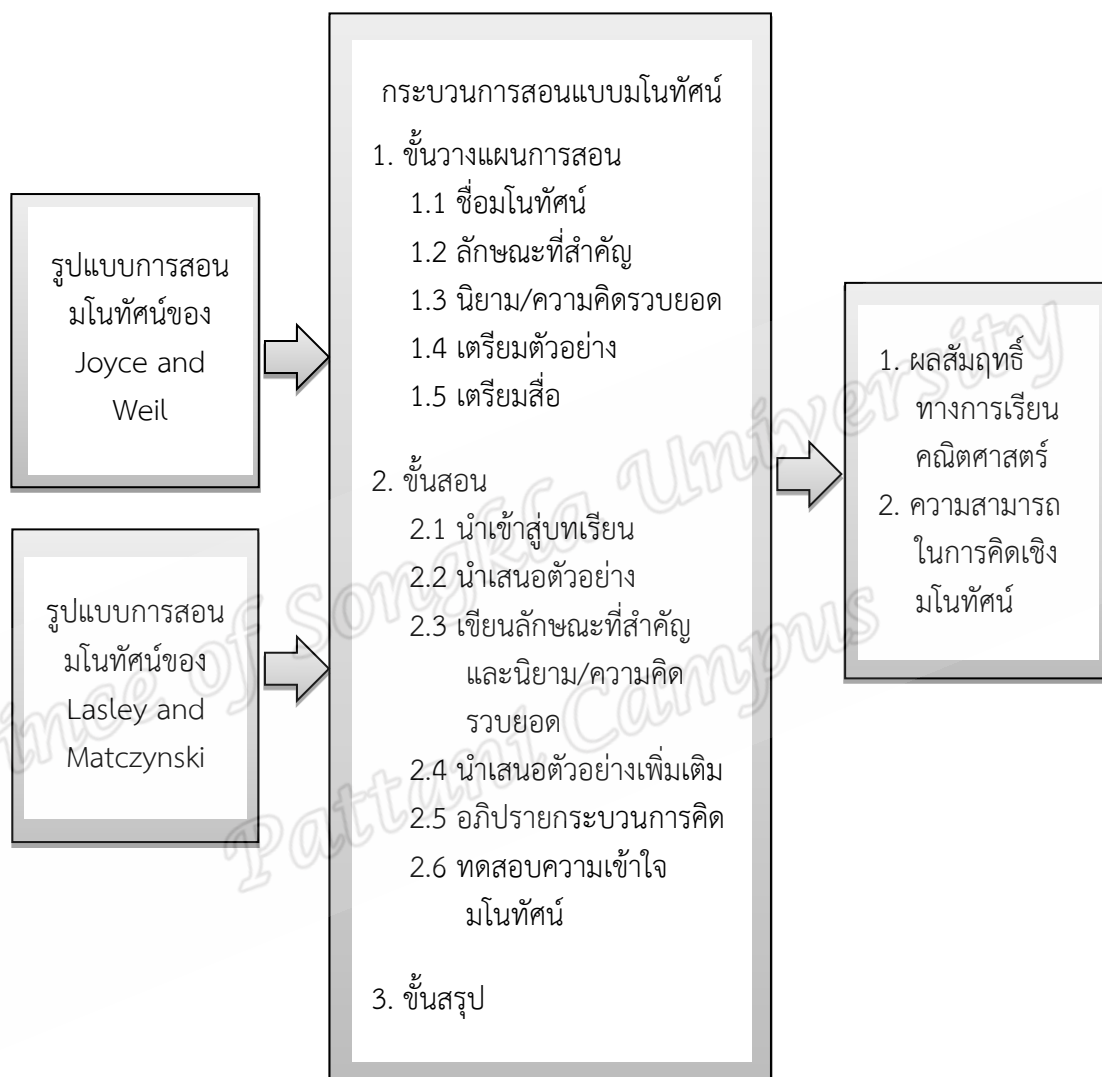 รูปแบบการสอน
มโนทัศน์ของ
Joyce and
Weil
รูปแบบการสอน
มโนทัศน์ของ
Lasley and
Matczynski
กระบวนการสอนแบบมโนทัศน์
1. ขั้นวางแผนการสอน
1.1 ชื่อมโนทัศน์
1.2 ลักษณะที่สำคัญ
1.3 นิยาม/ความคิดรวบยอด
1.4 เตรียมตัวอย่าง
1.5 เตรียมสื่อ
2. ขั้นสอน
2.1 นำเข้าสู่บทเรียน
2.2 นำเสนอตัวอย่าง
2.3 เขียนลักษณะที่สำคัญ
และนิยาม/ความคิด
รวบยอด
2.4 นำเสนอตัวอย่างเพิ่มเติม
2.5 อภิปรายกระบวนการคิด
2.6 ทดสอบความเข้าใจ
มโนทัศน์
3. ขั้นสรุป
1. ผลสัมฤทธิ์
ทางการเรียน
คณิตศาสตร์
2. ความสามารถ
ในการคิดเชิง
มโนทัศน์
ince of Songkla University
Pattani Campus